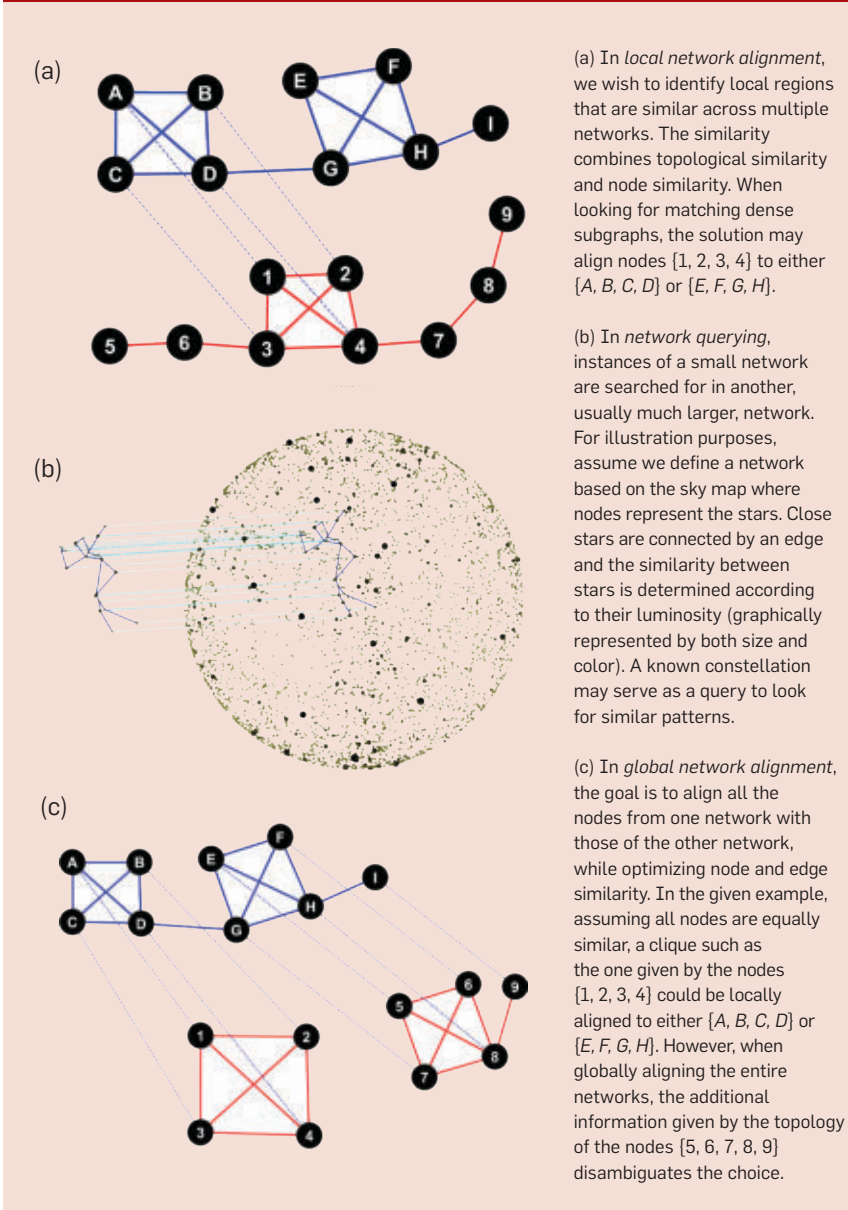 (a)
A
B
C
D
E
F
G
H
I
1
2
3
4
5
6
7
8
9
(a) In local network alignment,
we wish to identify local regions
that are similar across multiple
networks. The similarity
combines topological similarity
and node similarity. When
looking for matching dense
subgraphs, the solution may
align nodes {1, 2, 3, 4} to either
{A, B, C, D} or {E, F, G, H}.
(b)
(b) In network querying,
instances of a small network
are searched for in another,
usually much larger, network.
For illustration purposes,
assume we define a network
based on the sky map where
nodes represent the stars. Close
stars are connected by an edge
and the similarity between
stars is determined according
to their luminosity (graphically
represented by both size and
color). A known constellation
may serve as a query to look
for similar patterns.
(c)
A
B
C
D
E
F
G
H
I
1
2
3
4
5
6
7
8
9
(c) In global network alignment,
the goal is to align all the
nodes from one network with
those of the other network,
while optimizing node and edge
similarity. In the given example,
assuming all nodes are equally
similar, a clique such as
the one given by the nodes
{1, 2, 3, 4} could be locally
aligned to either {A, B, C, D} or
{E, F, G, H}. However, when
globally aligning the entire
networks, the additional
information given by the topology
of the nodes {5, 6, 7, 8, 9}
disambiguates the choice.